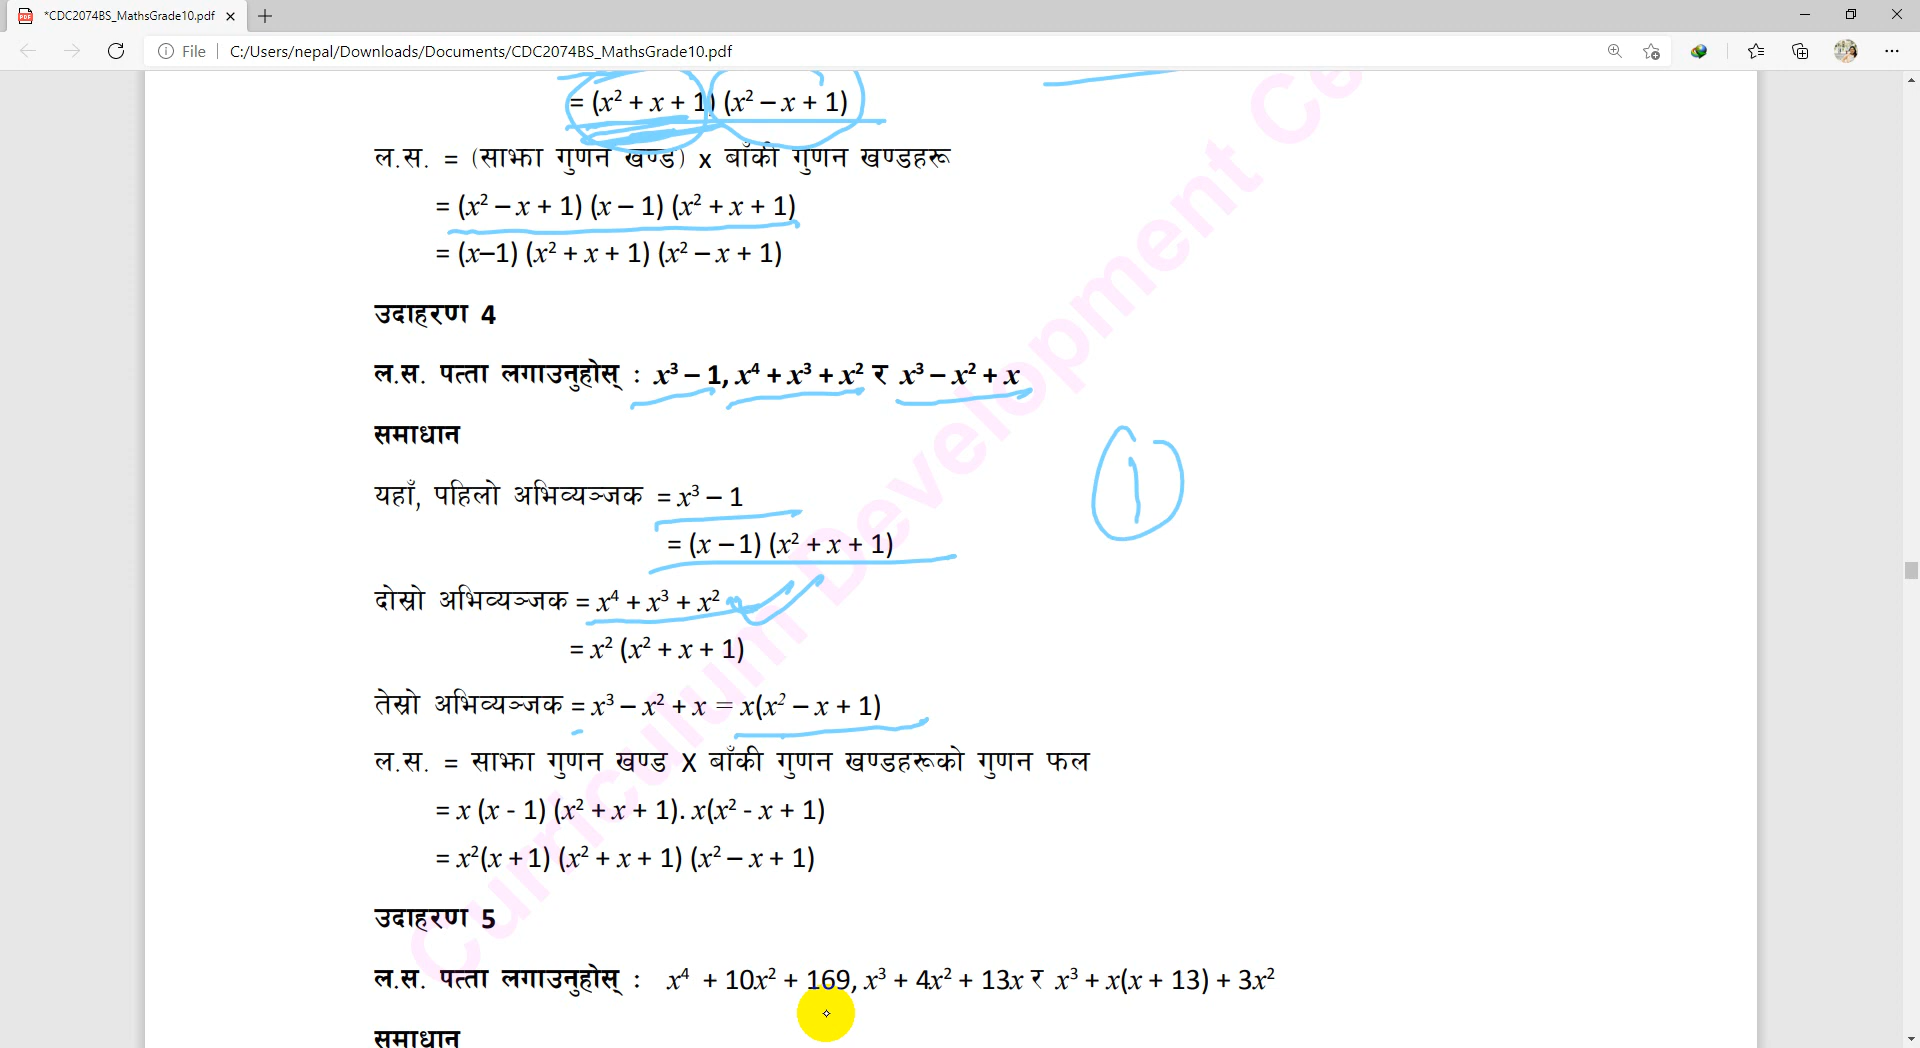 *CDC2074BS_MathsGrade10.pdf
File C:/Users/nepal/Downloads/Documents/CDC2074BS_MathsGrade10.pdf
= (x² + x + 1) (x² – x + 1)
ल.स. = (साझा गुणन खण्ड) x बाँकी गुणन खण्डहरू
= (x² – x + 1) (x – 1) (x² + x + 1)
= (x–1) (x² + x + 1) (x² – x + 1)
उदाहरण 4
ल.स. पत्ता लगाउनुहोस् : x³ – 1, x⁴ + x³ + x² र x³ – x² + x
समाधान
1
यहाँ, पहिलो अभिव्यञ्जक = x³ – 1
= (x – 1) (x² + x + 1)
दोस्रो अभिव्यञ्जक = x⁴ + x³ + x²
= x² (x² + x + 1)
तेस्रो अभिव्यञ्जक = x³ – x² + x = x(x² – x + 1)
ल.स. = साझा गुणन खण्ड X बाँकी गुणन खण्डहरूको गुणन फल
= x (x - 1) (x² + x + 1). x(x² - x + 1)
= x²(x + 1) (x² + x + 1) (x² – x + 1)
उदाहरण 5
ल.स. पत्ता लगाउनुहोस् : x⁴ + 10x² + 169, x³ + 4x² + 13x र x³ + x(x + 13) + 3x²
समाधान
Curriculum Development Ce